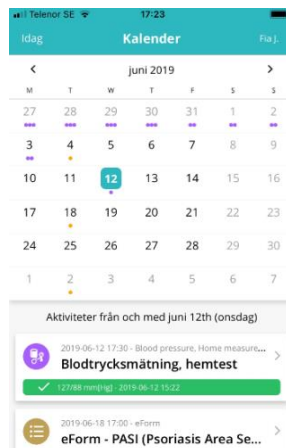 Telenor SE 17:23
Idag Kalender Fia J.
< juni 2019 >
M T W T F S S
27 28 29 30 31 1 2
3 4 5 6 7 8 9
10 11 12 13 14 15 16
17 18 19 20 21 22 23
24 25 26 27 28 29 30
1 2 3 4 5 6 7
Aktiviteter från och med juni 12th (onsdag)
2019-06-12 17:30 - Blood pressure. Home measure...
Blodtrycksmätning, hemtest
127/88 mm[Hg] - 2019-06-12 15:22
2019-06-18 17:00 - eForm
eForm - PASI (Psoriasis Area Se...